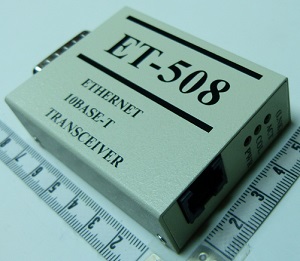 ET-508
ETHERNET
10BASE-T
TRANSCEIVER